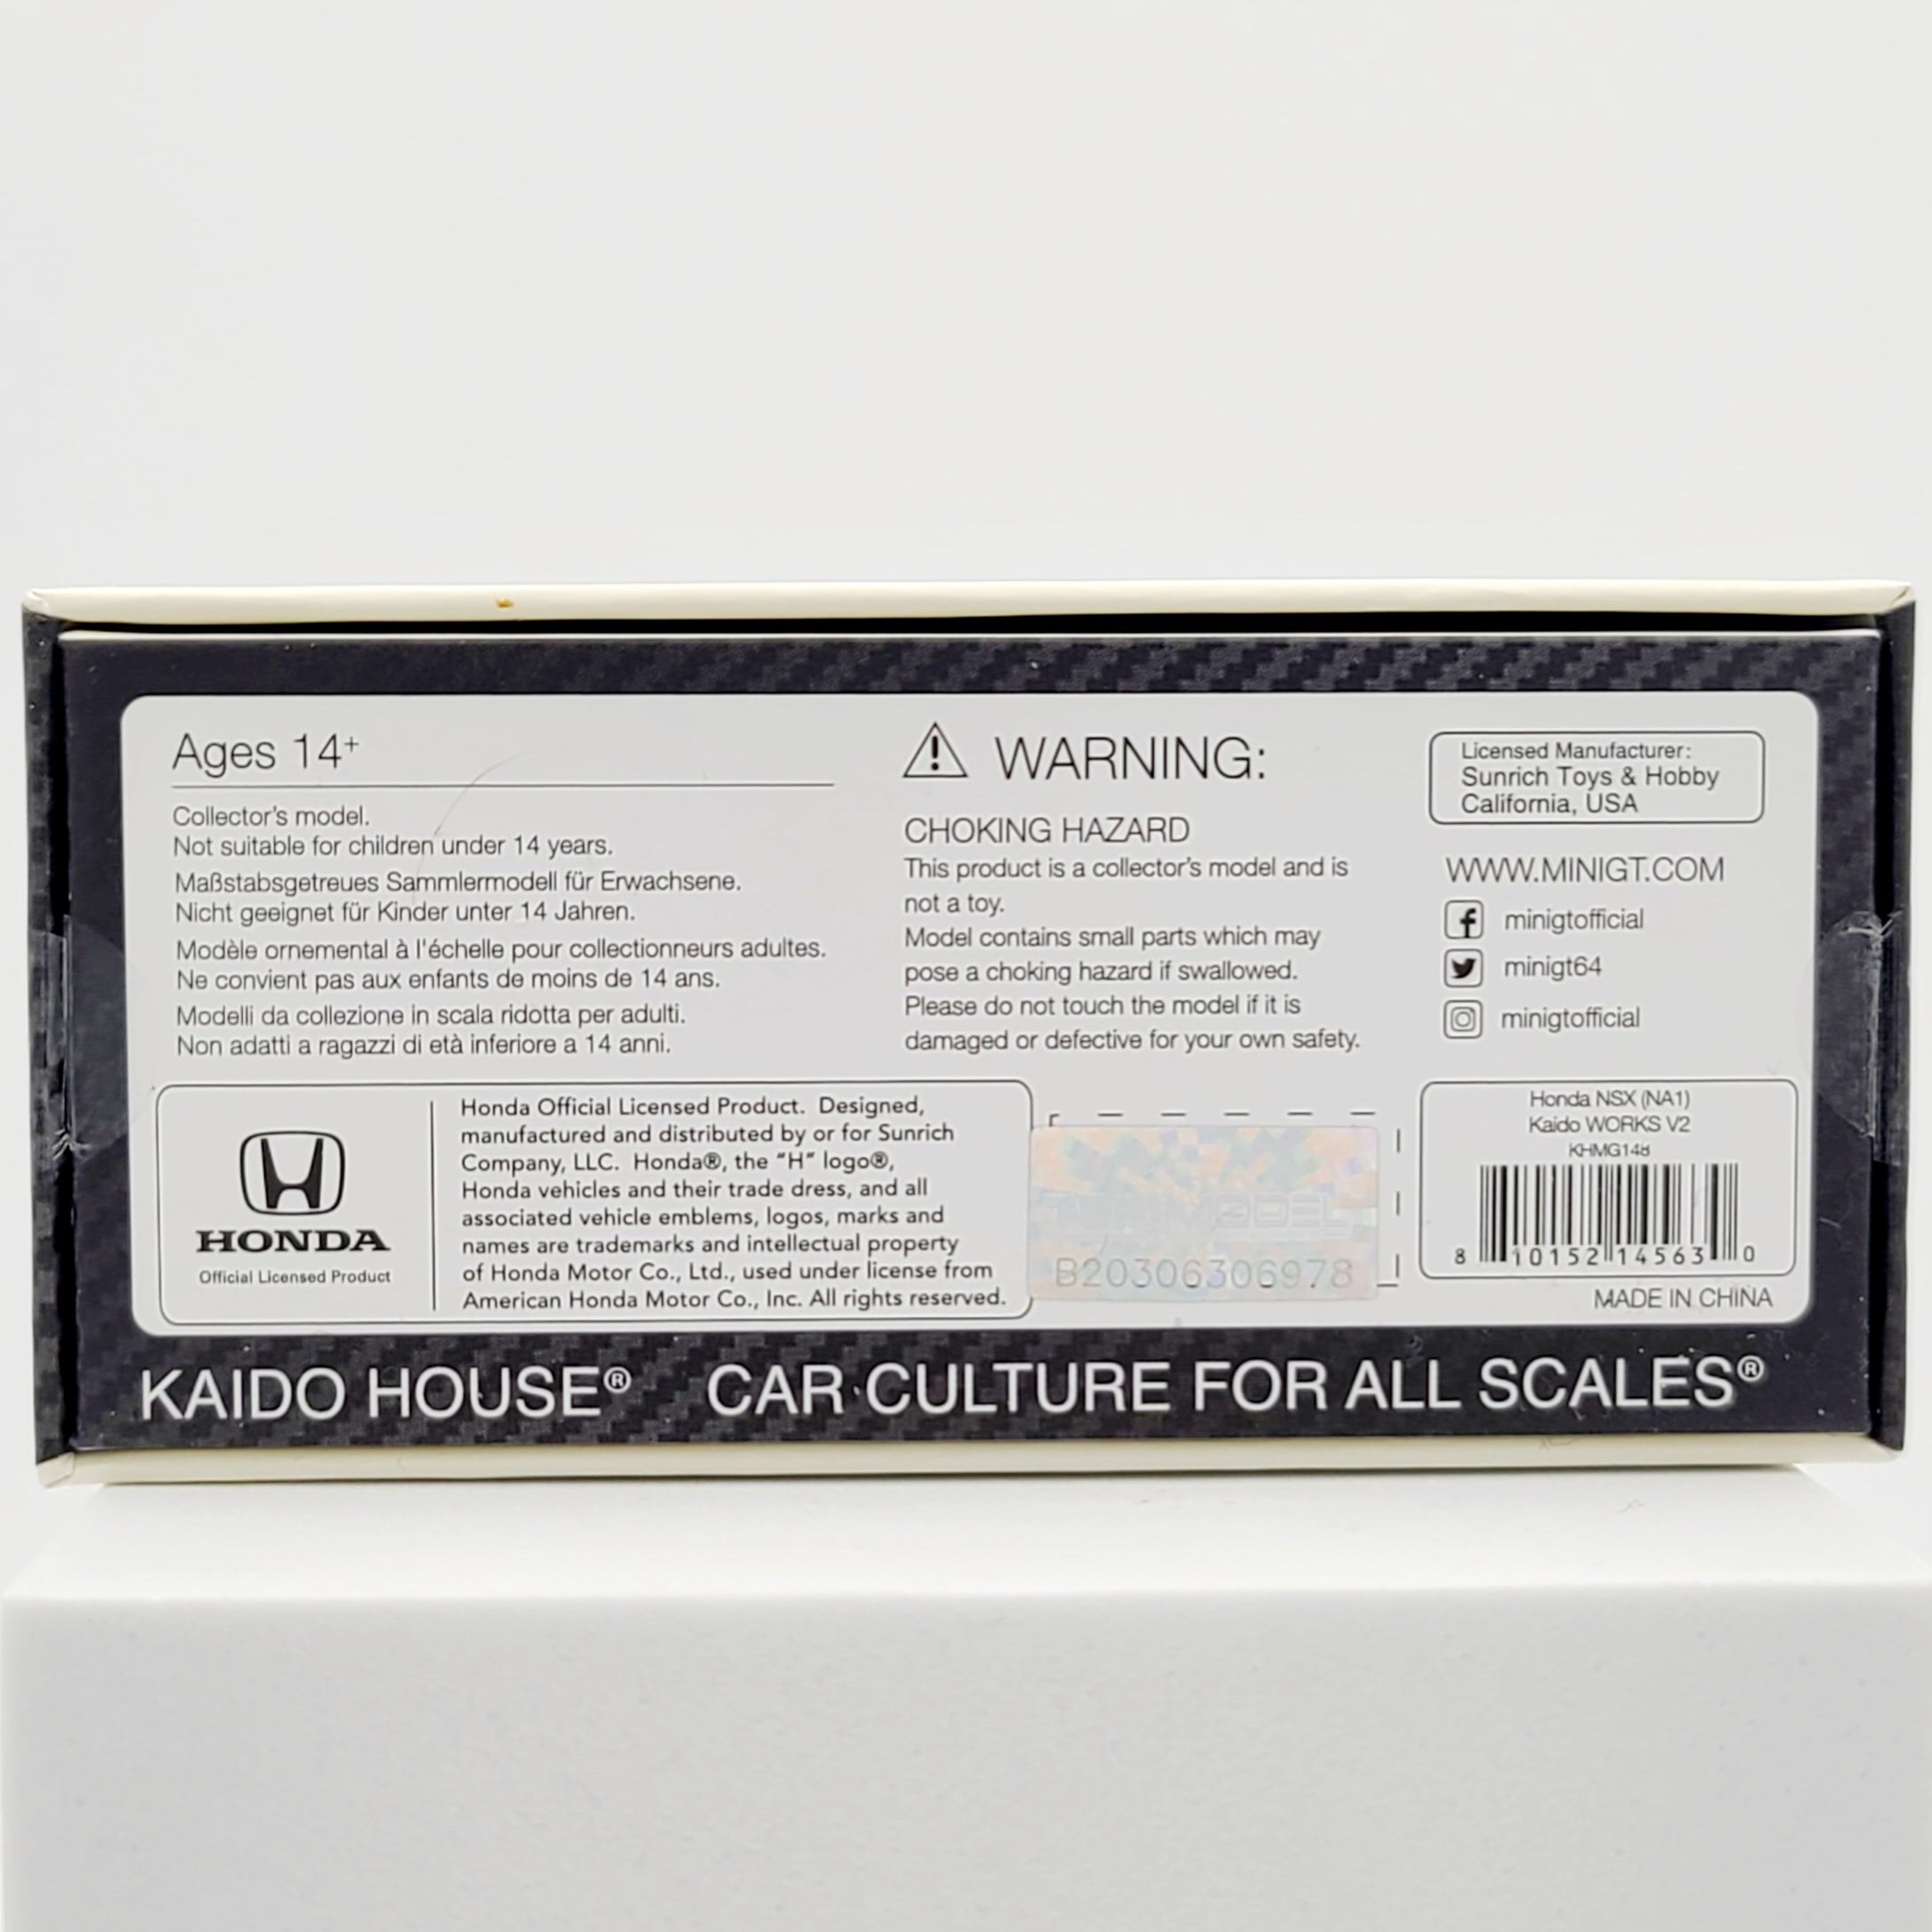 Ages 14+
Collector's model.
Not suitable for children under 14 years.
Maßstabsgetreues Sammlermodell für Erwachsene.
Nicht geeignet für Kinder unter 14 Jahren.
Modèle ornemental à l'échelle pour collectionneurs adultes.
Ne convient pas aux enfants de moins de 14 ans.
Modelli da collezione in scala ridotta per adulti.
Non adatti a ragazzi di età inferiore a 14 anni.
WARNING:
CHOKING HAZARD
This product is a collector's model and is
not a toy.
Model contains small parts which may
pose a choking hazard if swallowed.
Please do not touch the model if it is
damaged or defective for your own safety.
Licensed Manufacturer:
Sunrich Toys & Hobby
California, USA
WWW.MINIGT.COM
minigtofficial
minigt64
minigtofficial
HONDA
Official Licensed Product
Honda Official Licensed Product. Designed,
manufactured and distributed by or for Sunrich
Company, LLC. Honda®, the "H" logo®,
Honda vehicles and their trade dress, and all
associated vehicle emblems, logos, marks and
names are trademarks and intellectual property
of Honda Motor Co., Ltd., used under license from
American Honda Motor Co., Inc. All rights reserved.
B20306306978
Honda NSX (NA1)
Kaido WORKS V2
KHMG148
8 10152 14563 0
MADE IN CHINA
KAIDO HOUSE® CAR CULTURE FOR ALL SCALES®